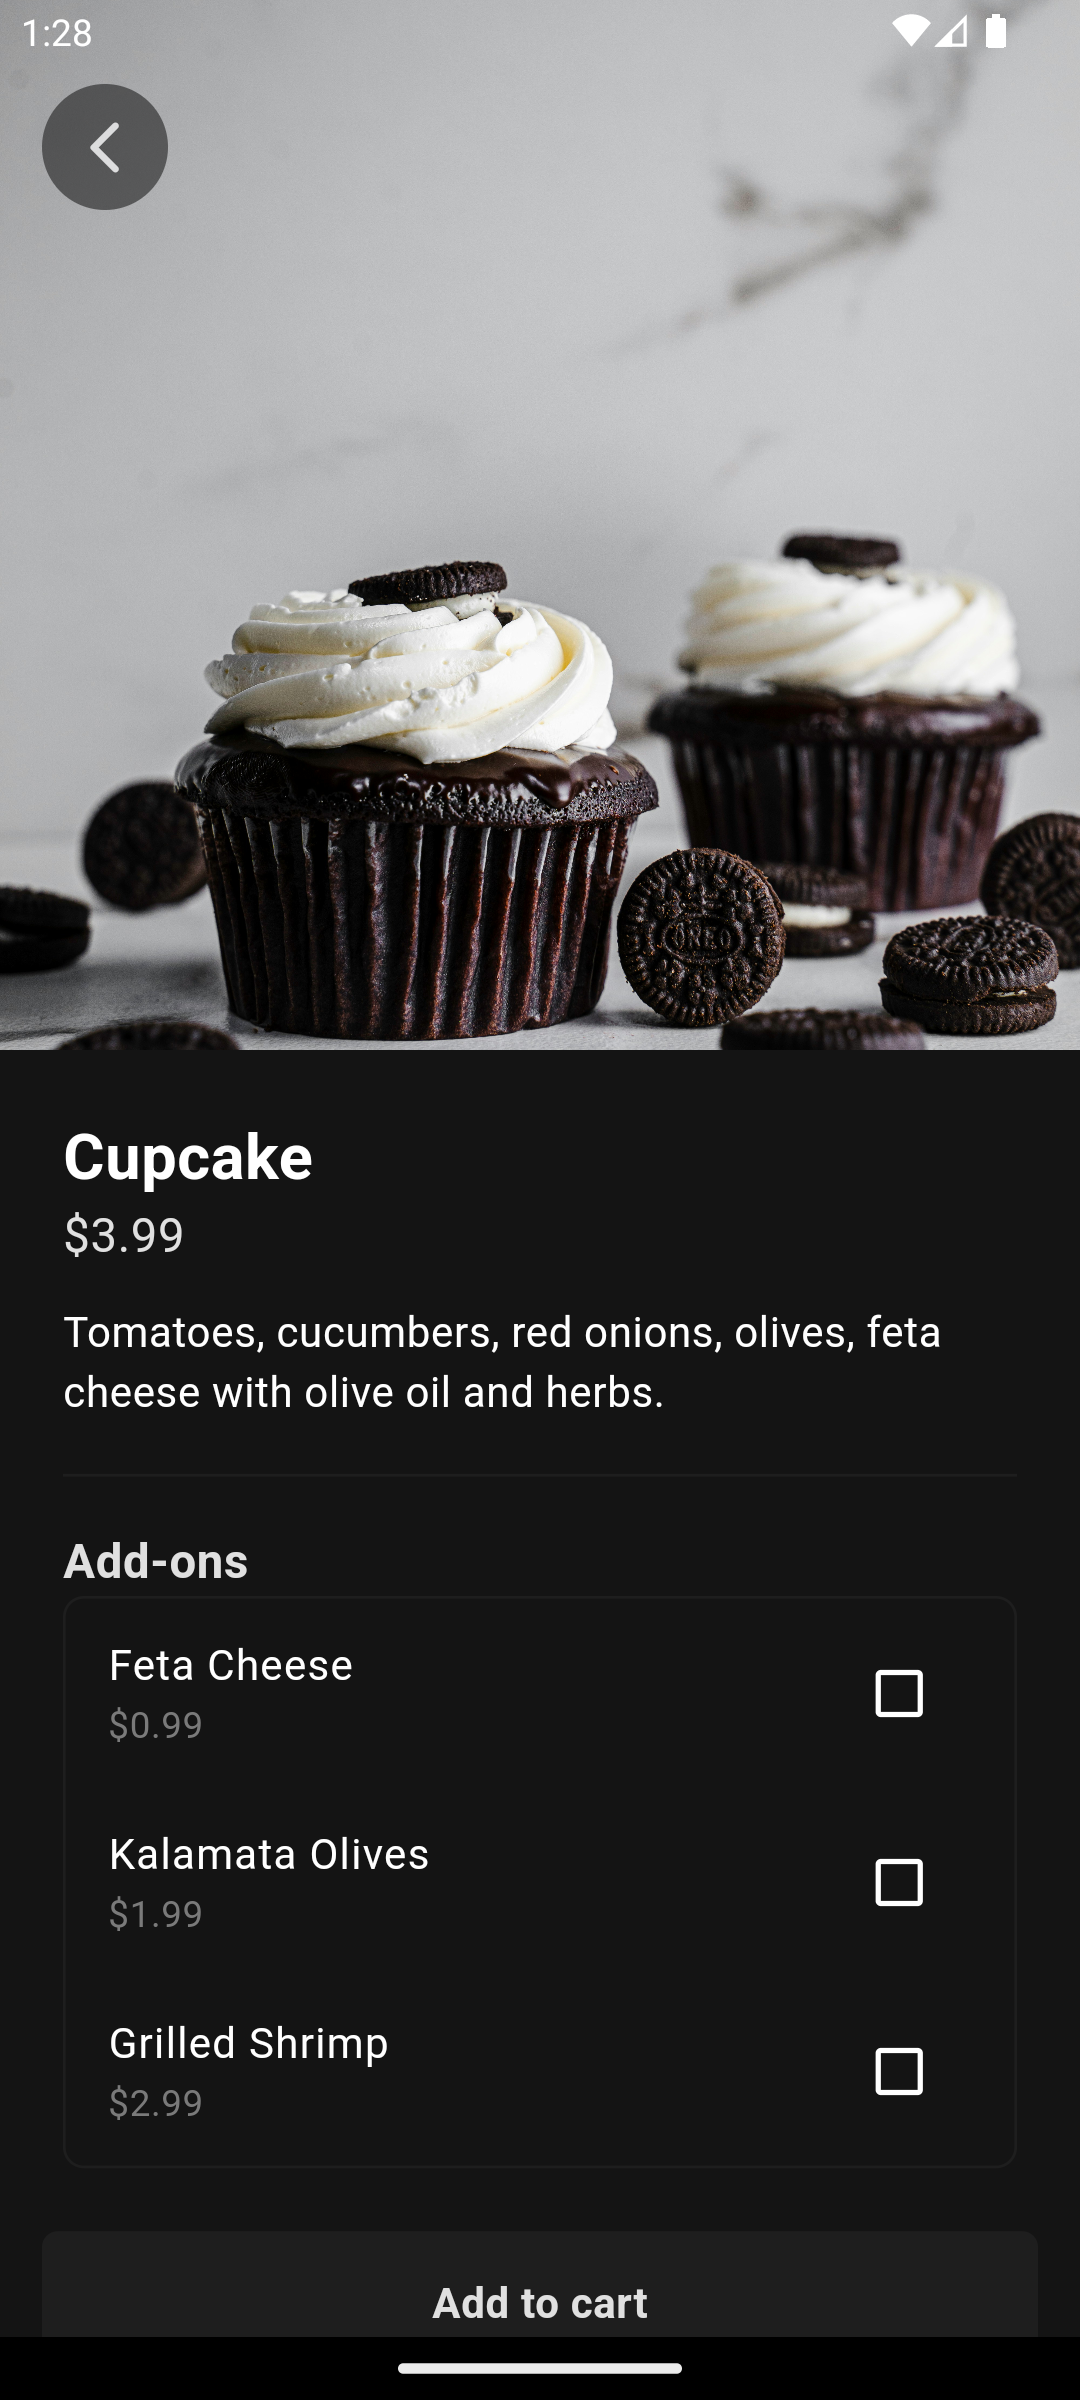 1:28
OREO
Cupcake
$3.99
Tomatoes, cucumbers, red onions, olives, feta
cheese with olive oil and herbs.
Add-ons
Feta Cheese
$0.99
Kalamata Olives
$1.99
Grilled Shrimp
$2.99
Add to cart